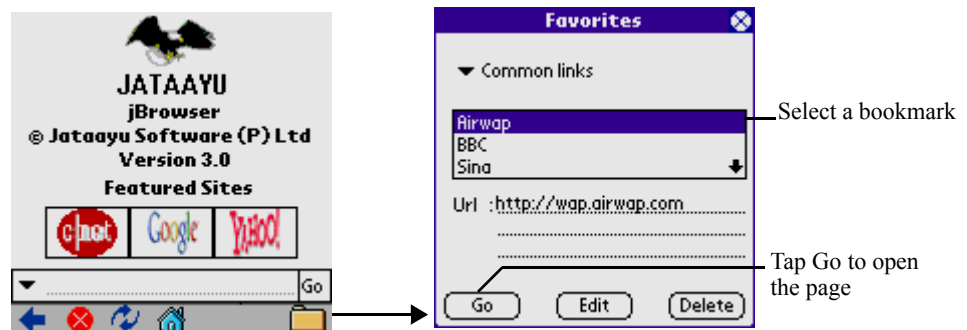 JATAAYU
jBrowser
© Jataayu Software (P) Ltd
Version 3.0
Featured Sites
c|net Google YAHOO!
Go
Favorites
Common links
Airwap
BBC
Sina
Url :http://wap.airwap.com
Go Edit Delete
Select a bookmark
Tap Go to open
the page